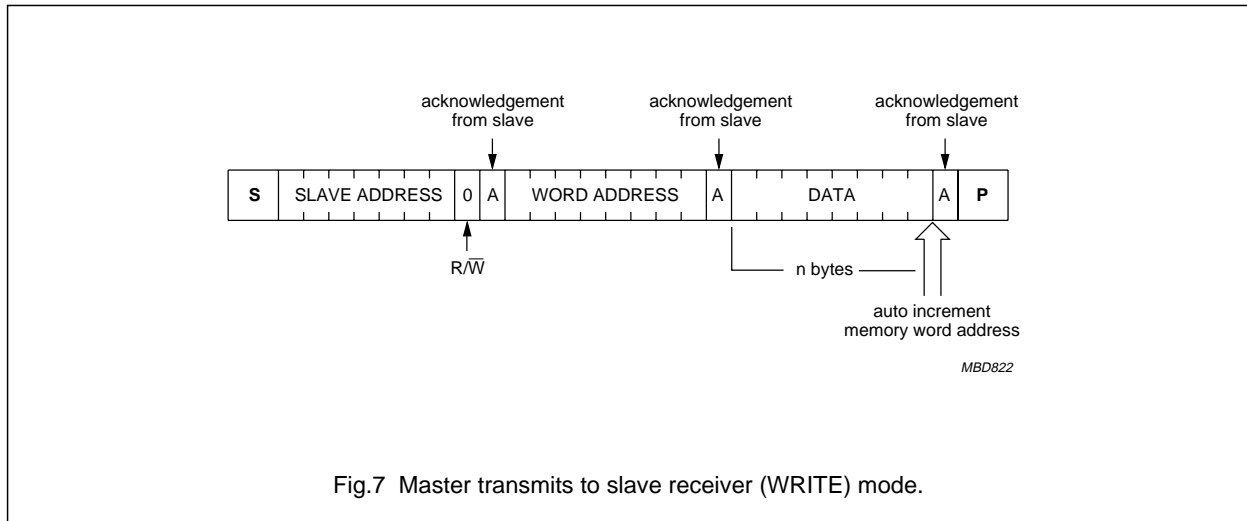 acknowledgement
from slave
acknowledgement
from slave
acknowledgement
from slave
S SLAVE ADDRESS 0 A WORD ADDRESS A DATA A P
R/W̅
n bytes
auto increment
memory word address
MBD822
Fig.7 Master transmits to slave receiver (WRITE) mode.